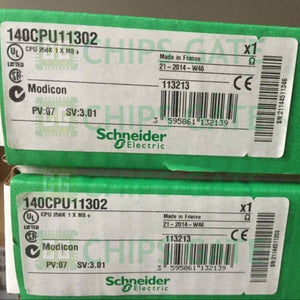 140CPU11302
x1
CPU 256K 1 X MB +
Made in France
21-2014-W46
113213
Modicon
PV:07 SV:3.01
3 595861 132139
Schneider
Electric
CHIPS GATE
140CPU11302
x1
CPU 256K 1 X MB +
Made in France
21-2014-W46
113213
Modicon
PV:07 SV:3.01
3 595861 132139
Schneider
Electric